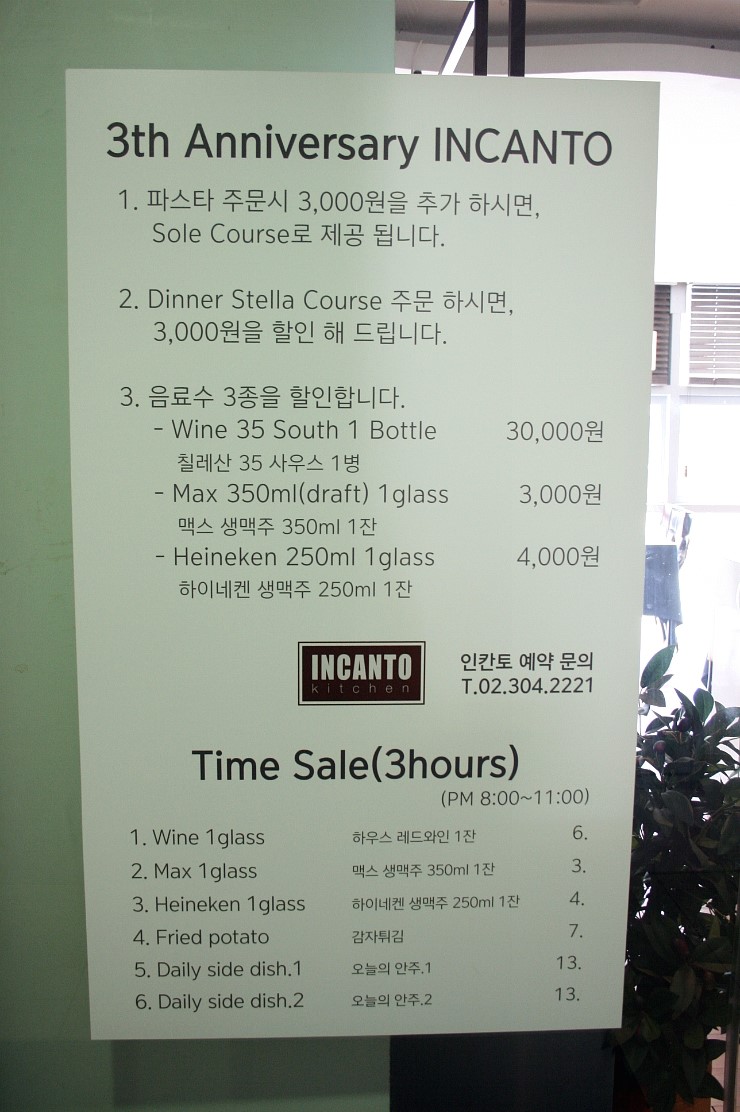 3th Anniversary INCANTO
1. 파스타 주문시 3,000원을 추가 하시면,
Sole Course로 제공 됩니다.
2. Dinner Stella Course 주문 하시면,
3,000원을 할인 해 드립니다.
3. 음료수 3종을 할인합니다.
- Wine 35 South 1 Bottle 30,000원
칠레산 35 사우스 1병
- Max 350ml(draft) 1glass 3,000원
맥스 생맥주 350ml 1잔
- Heineken 250ml 1glass 4,000원
하이네켄 생맥주 250ml 1잔
INCANTO
kitchen
인칸토 예약 문의
T.02.304.2221
Time Sale(3hours)
(PM 8:00~11:00)
1. Wine 1glass 하우스 레드와인 1잔 6.
2. Max 1glass 맥스 생맥주 350ml 1잔 3.
3. Heineken 1glass 하이네켄 생맥주 250ml 1잔 4.
4. Fried potato 감자튀김 7.
5. Daily side dish.1 오늘의 안주.1 13.
6. Daily side dish.2 오늘의 안주.2 13.